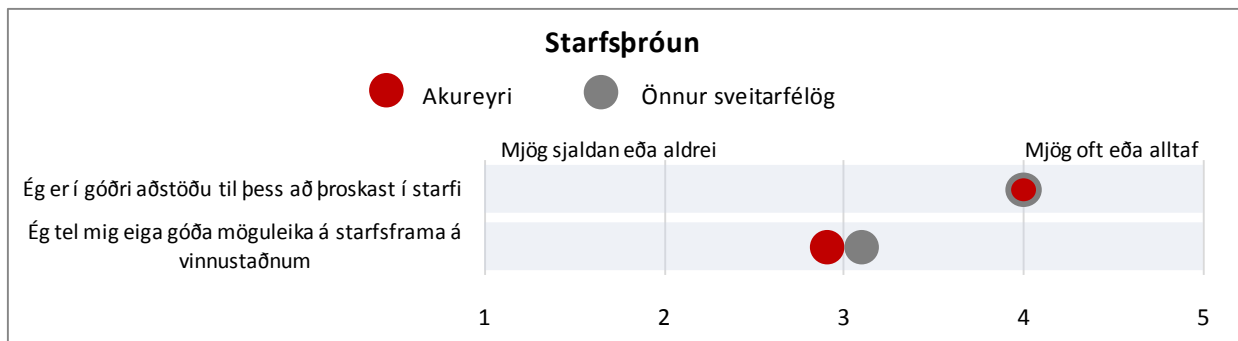 Starfsþróun
Akureyri
Önnur sveitarfélög
Mjög sjaldan eða aldrei
Mjög oft eða alltaf
Ég er í góðri aðstöðu til þess að þroskast í starfi
Ég tel mig eiga góða möguleika á starfsframa á
vinnustaðnum
1 2 3 4 5